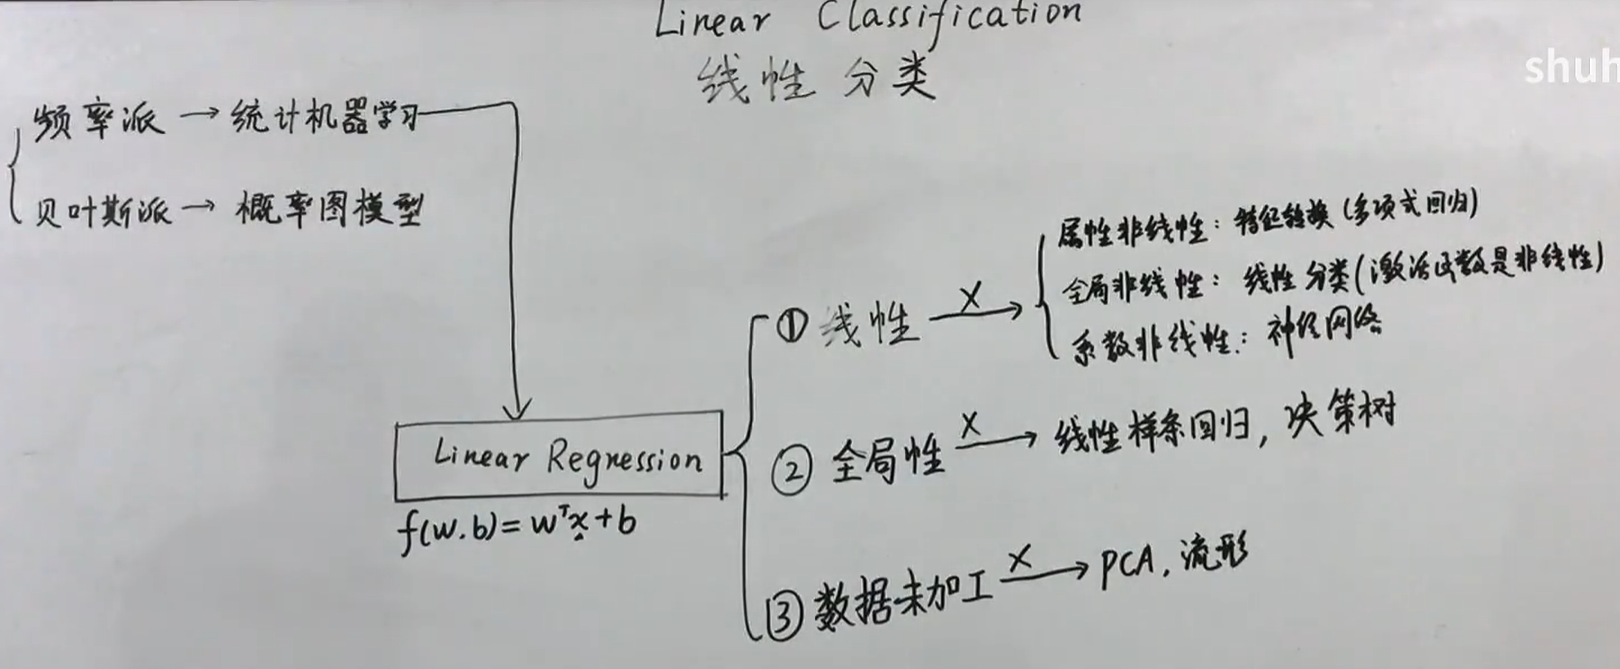 Linear Classification
线性分类
shuh
频率派 → 统计机器学习
贝叶斯派 → 概率图模型
Linear Regression
f(w.b)=wᵀx+b
① 线性 X→
属性非线性：特征转换（多项式回归）
全局非线性：线性分类（激活函数是非线性）
系数非线性：神经网络
② 全局性 X→ 线性样条回归，决策树
③ 数据未加工 X→ PCA，流形